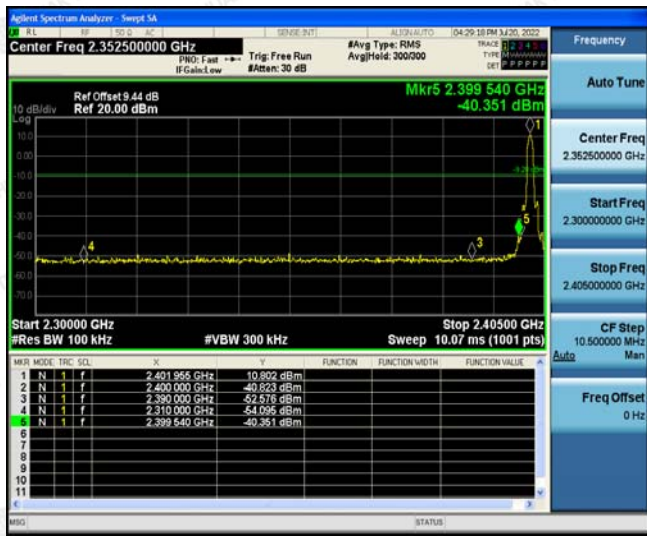 Agilent Spectrum Analyzer - Swept SA
RL RF 50 Ω AC SENSE:INT ALIGN AUTO 04:29:18 PM Jul 20, 2022
Center Freq 2.352500000 GHz
PNO: Fast
IFGain:Low
Trig: Free Run
#Atten: 30 dB
#Avg Type: RMS
Avg|Hold: 300/300
TRACE 1 2 3 4 5 6
TYPE M
DET P P P P P P
Ref Offset 9.44 dB
Ref 20.00 dBm
10 dB/div
Log
Mkr5 2.399 540 GHz
-40.351 dBm
10.0
0.00
-10.0
-20.0
-30.0
-40.0
-50.0
-60.0
-70.0
1
5
3
4
Start 2.30000 GHz
Stop 2.40500 GHz
#Res BW 100 kHz
#VBW 300 kHz
Sweep 10.07 ms (1001 pts)
MKR MODE TRC SCL X Y FUNCTION FUNCTION WIDTH FUNCTION VALUE
1 N 1 f 2.401 955 GHz 10.802 dBm
2 N 1 f 2.400 000 GHz -40.823 dBm
3 N 1 f 2.390 000 GHz -52.576 dBm
4 N 1 f 2.310 000 GHz -54.095 dBm
5 N 1 f 2.399 540 GHz -40.351 dBm
6
7
8
9
10
11
MSG
STATUS
Frequency
Auto Tune
Center Freq
2.352500000 GHz
Start Freq
2.300000000 GHz
Stop Freq
2.405000000 GHz
CF Step
10.500000 MHz
Auto Man
Freq Offset
0 Hz